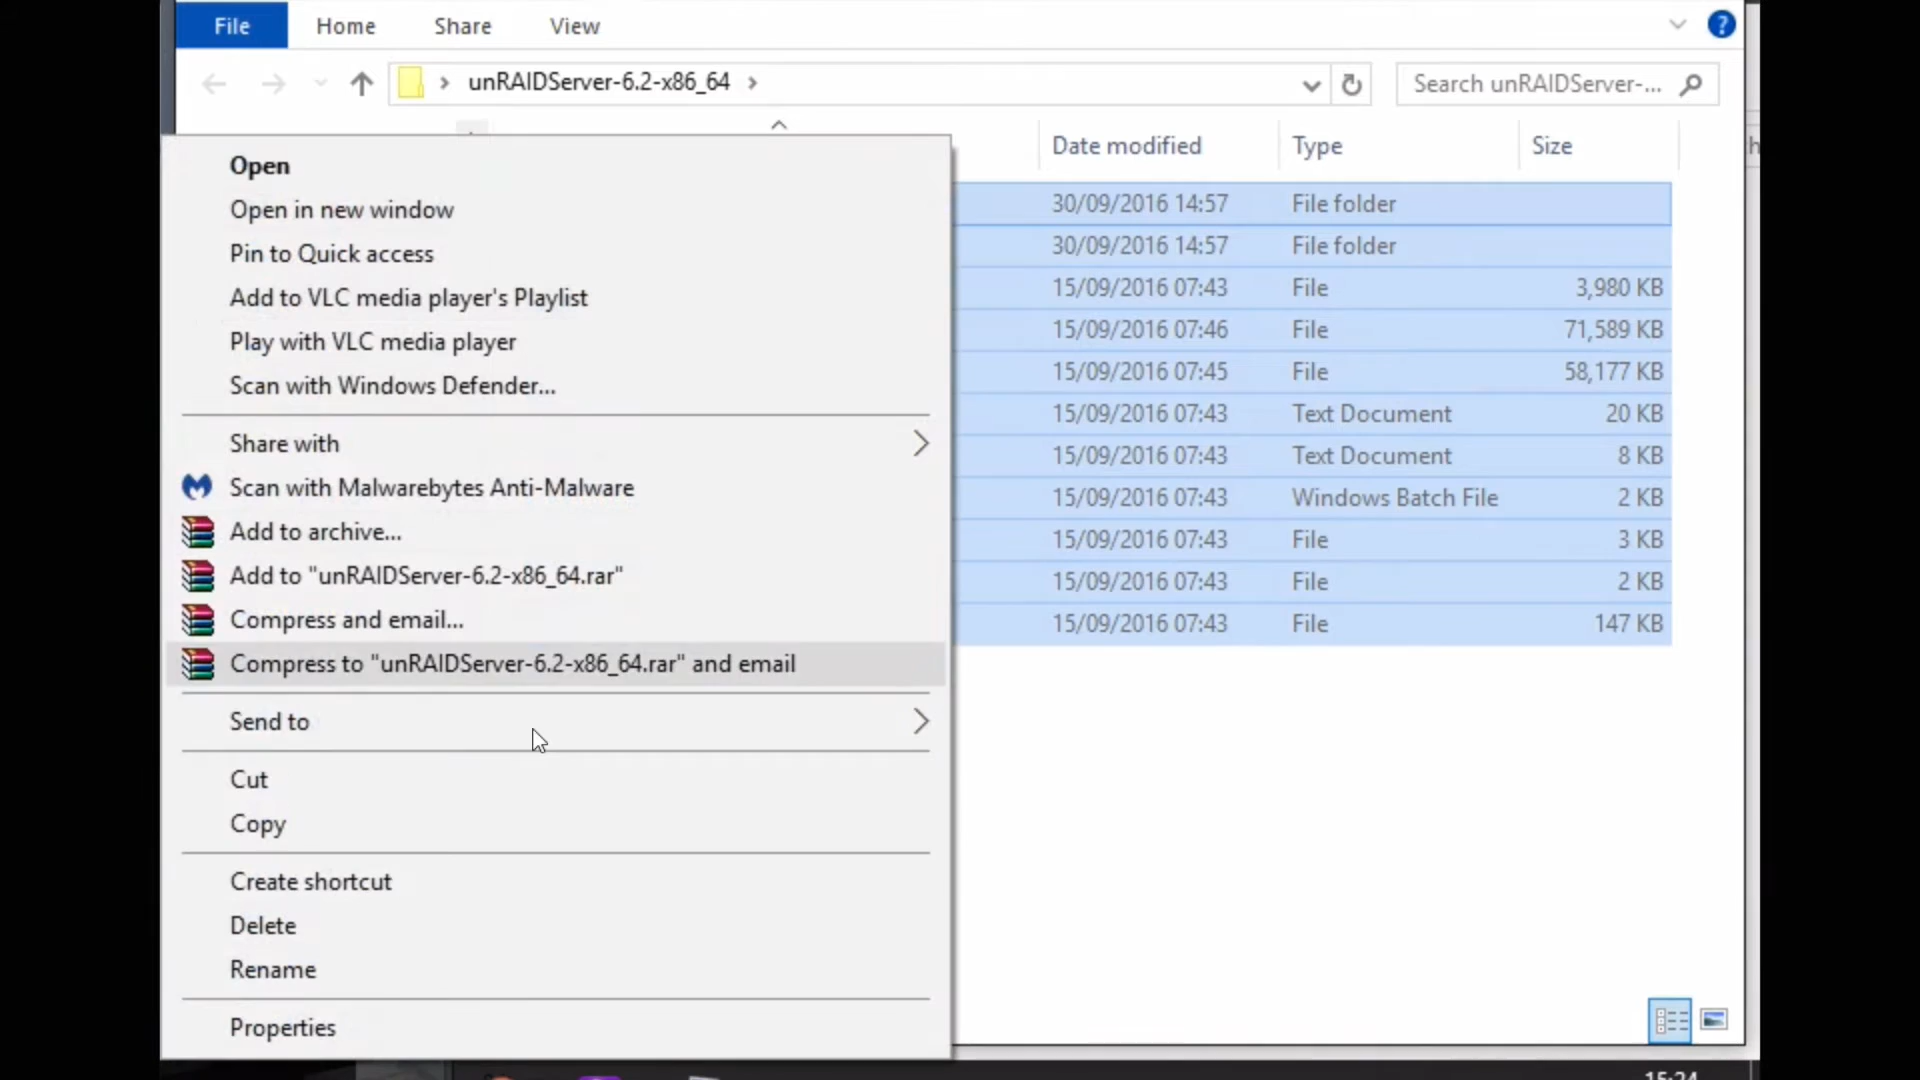 File Home Share View
unRAIDServer-6.2-x86_64
Search unRAIDServer-...
Date modified Type Size
30/09/2016 14:57 File folder
30/09/2016 14:57 File folder
15/09/2016 07:43 File 3,980 KB
15/09/2016 07:46 File 71,589 KB
15/09/2016 07:45 File 58,177 KB
15/09/2016 07:43 Text Document 20 KB
15/09/2016 07:43 Text Document 8 KB
15/09/2016 07:43 Windows Batch File 2 KB
15/09/2016 07:43 File 3 KB
15/09/2016 07:43 File 2 KB
15/09/2016 07:43 File 147 KB
Open
Open in new window
Pin to Quick access
Add to VLC media player's Playlist
Play with VLC media player
Scan with Windows Defender...
Share with
Scan with Malwarebytes Anti-Malware
Add to archive...
Add to "unRAIDServer-6.2-x86_64.rar"
Compress and email...
Compress to "unRAIDServer-6.2-x86_64.rar" and email
Send to
Cut
Copy
Create shortcut
Delete
Rename
Properties
15:24